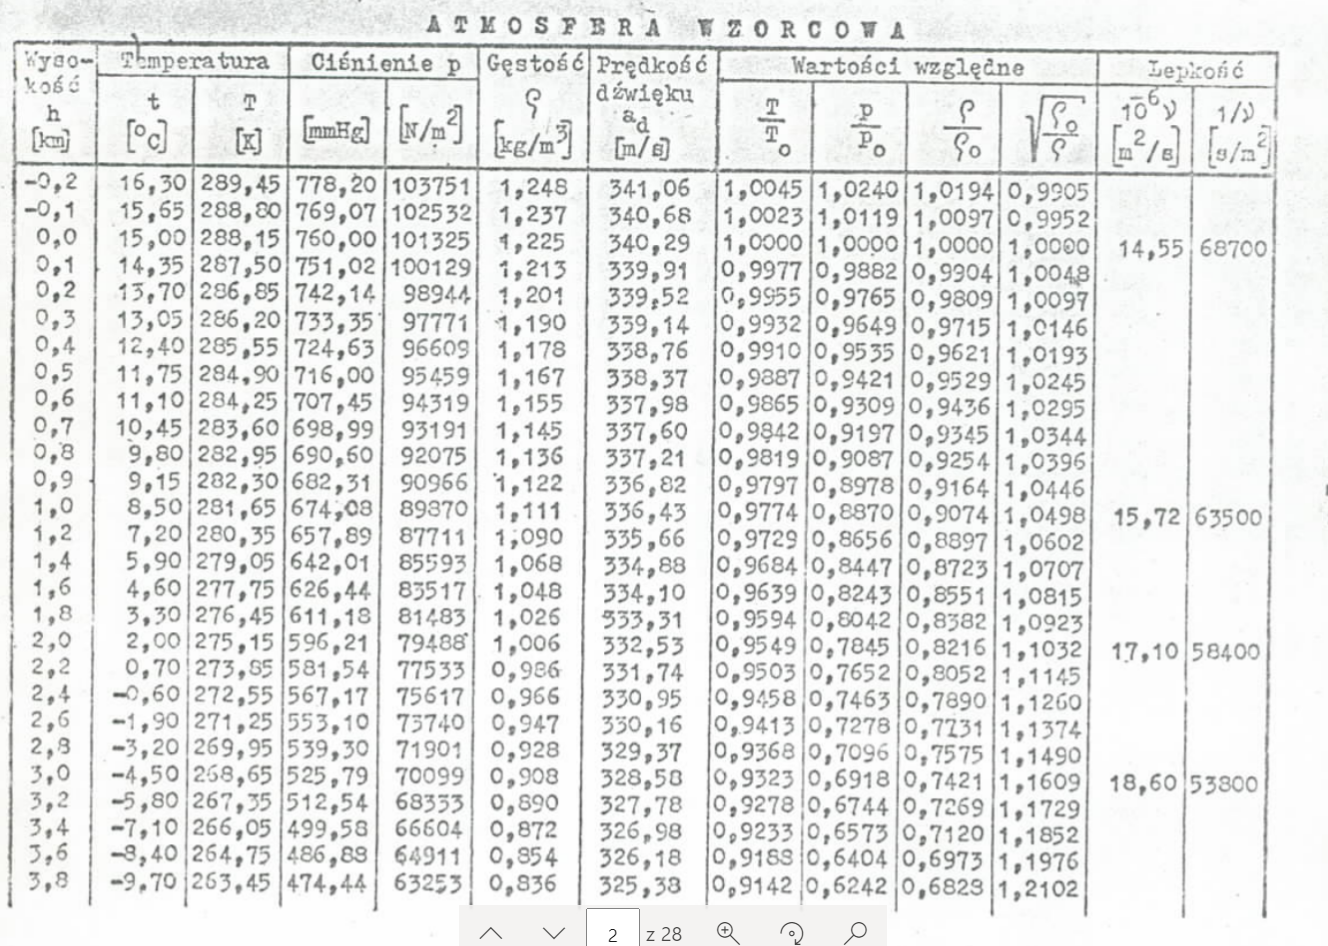 ATMOSFERA WZORCOWA
Wyso- Temperatura Ciśnienie p Gęstość Prędkość Wartości względne Lepkość
kość t T ρ dźwięku T/T₀ p/p₀ ρ/ρ₀ √ρ₀/ρ 10⁻⁶ν 1/ν
h a_d
[km] [°C] [K] [mmHg] [N/m²] [kg/m³] [m/s] [m²/s] [s/m²]
-0,2 16,30 289,45 778,20 103751 1,248 341,06 1,0045 1,0240 1,0194 0,9905
-0,1 15,65 288,80 769,07 102532 1,237 340,68 1,0023 1,0119 1,0097 0,9952
0,0 15,00 288,15 760,00 101325 1,225 340,29 1,0000 1,0000 1,0000 1,0000 14,55 68700
0,1 14,35 287,50 751,02 100129 1,213 339,91 0,9977 0,9882 0,9904 1,0048
0,2 13,70 286,85 742,14 98944 1,201 339,52 0,9955 0,9765 0,9809 1,0097
0,3 13,05 286,20 733,35 97771 1,190 339,14 0,9932 0,9649 0,9715 1,0146
0,4 12,40 285,55 724,63 96609 1,178 338,76 0,9910 0,9535 0,9621 1,0193
0,5 11,75 284,90 716,00 95459 1,167 338,37 0,9887 0,9421 0,9529 1,0245
0,6 11,10 284,25 707,45 94319 1,155 337,98 0,9865 0,9309 0,9436 1,0295
0,7 10,45 283,60 698,99 93191 1,145 337,60 0,9842 0,9197 0,9345 1,0344
0,8 9,80 282,95 690,60 92075 1,136 337,21 0,9819 0,9087 0,9254 1,0396
0,9 9,15 282,30 682,31 90966 1,122 336,82 0,9797 0,8978 0,9164 1,0446
1,0 8,50 281,65 674,08 89870 1,111 336,43 0,9774 0,8870 0,9074 1,0498 15,72 63500
1,2 7,20 280,35 657,89 87711 1,090 335,66 0,9729 0,8656 0,8897 1,0602
1,4 5,90 279,05 642,01 85593 1,068 334,88 0,9684 0,8447 0,8723 1,0707
1,6 4,60 277,75 626,44 83517 1,048 334,10 0,9639 0,8243 0,8551 1,0815
1,8 3,30 276,45 611,18 81483 1,026 333,31 0,9594 0,8042 0,8382 1,0923
2,0 2,00 275,15 596,21 79488 1,006 332,53 0,9549 0,7845 0,8216 1,1032 17,10 58400
2,2 0,70 273,85 581,54 77533 0,986 331,74 0,9503 0,7652 0,8052 1,1145
2,4 -0,60 272,55 567,17 75617 0,966 330,95 0,9458 0,7463 0,7890 1,1260
2,6 -1,90 271,25 553,10 73740 0,947 330,16 0,9413 0,7278 0,7731 1,1374
2,8 -3,20 269,95 539,30 71901 0,928 329,37 0,9368 0,7096 0,7575 1,1490
3,0 -4,50 268,65 525,79 70099 0,908 328,58 0,9323 0,6918 0,7421 1,1609 18,60 53800
3,2 -5,80 267,35 512,54 68333 0,890 327,78 0,9278 0,6744 0,7269 1,1729
3,4 -7,10 266,05 499,58 66604 0,872 326,98 0,9233 0,6573 0,7120 1,1852
3,6 -8,40 264,75 486,88 64911 0,854 326,18 0,9188 0,6404 0,6973 1,1976
3,8 -9,70 263,45 474,44 63253 0,836 325,38 0,9142 0,6242 0,6828 1,2102
2 z 28